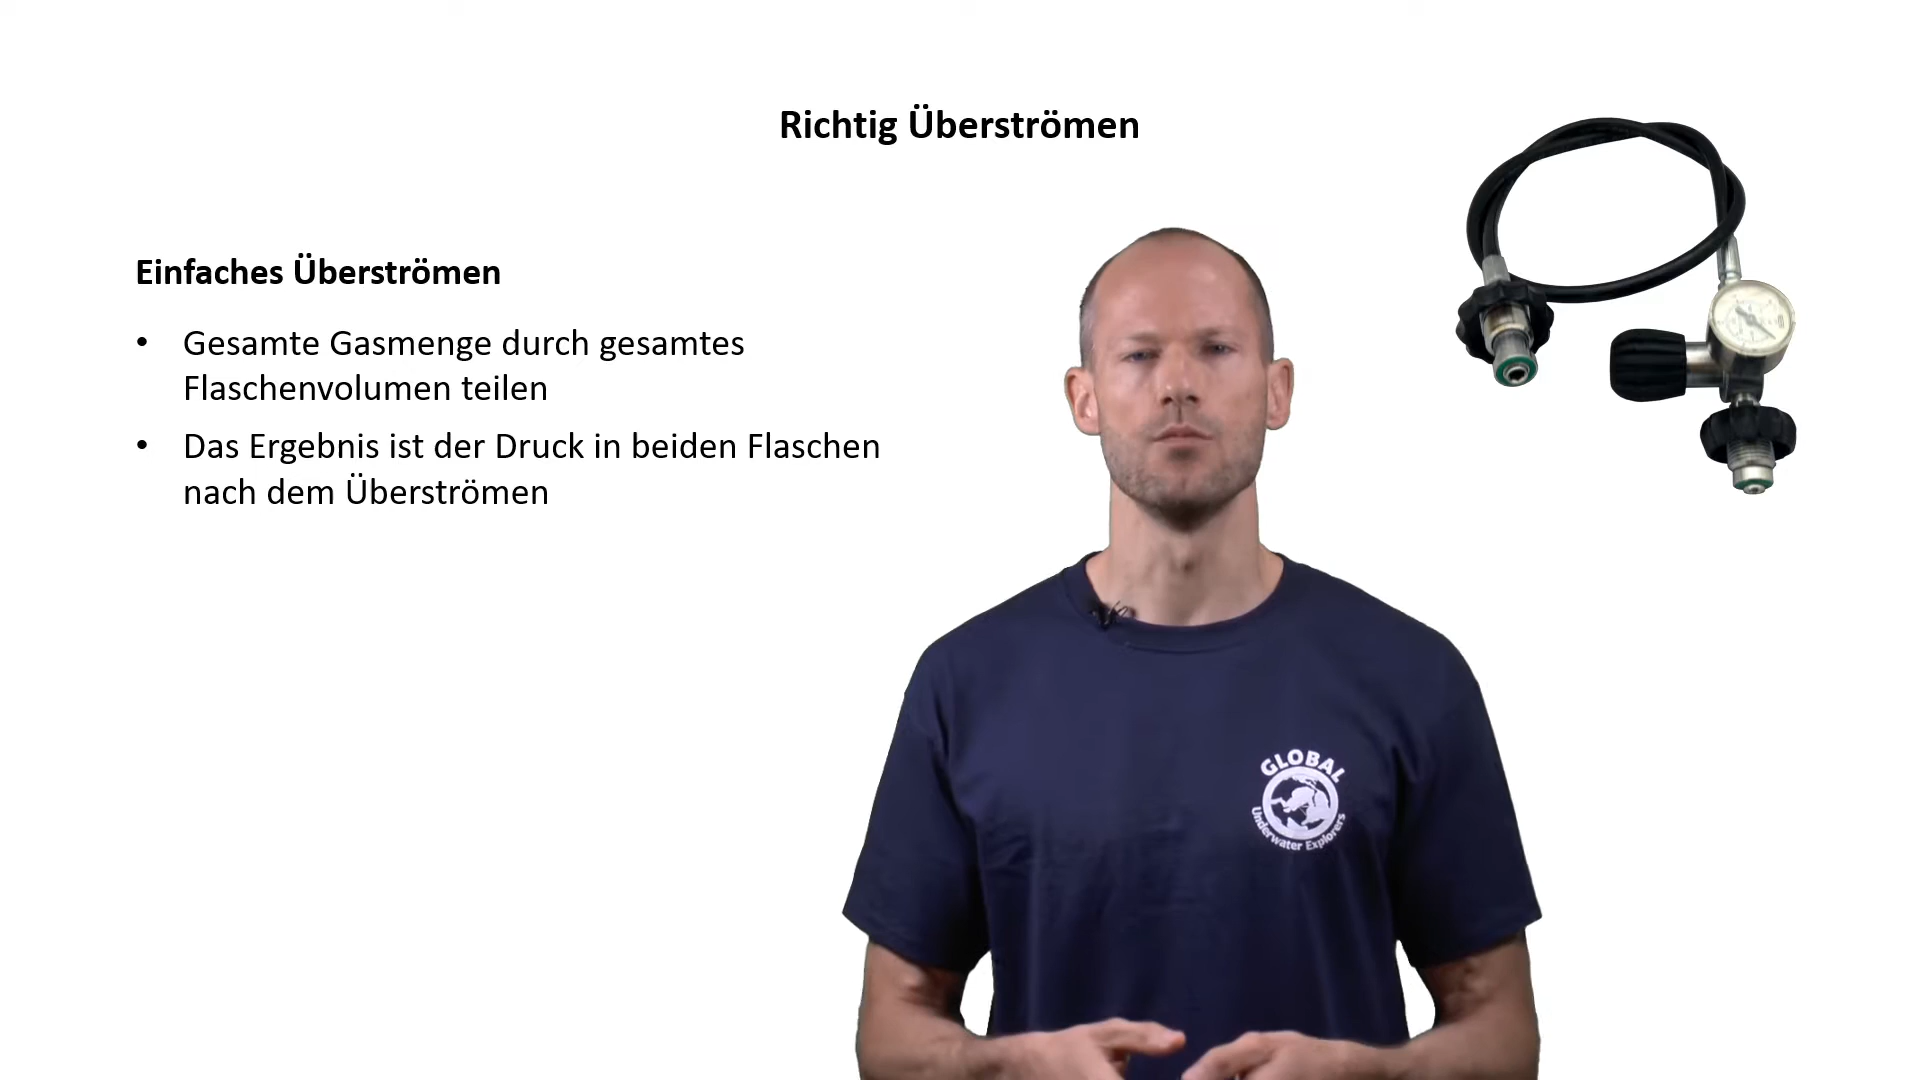 Richtig Überströmen
Einfaches Überströmen
• Gesamte Gasmenge durch gesamtes
Flaschenvolumen teilen
• Das Ergebnis ist der Druck in beiden Flaschen
nach dem Überströmen
GLOBAL
Underwater Explorers